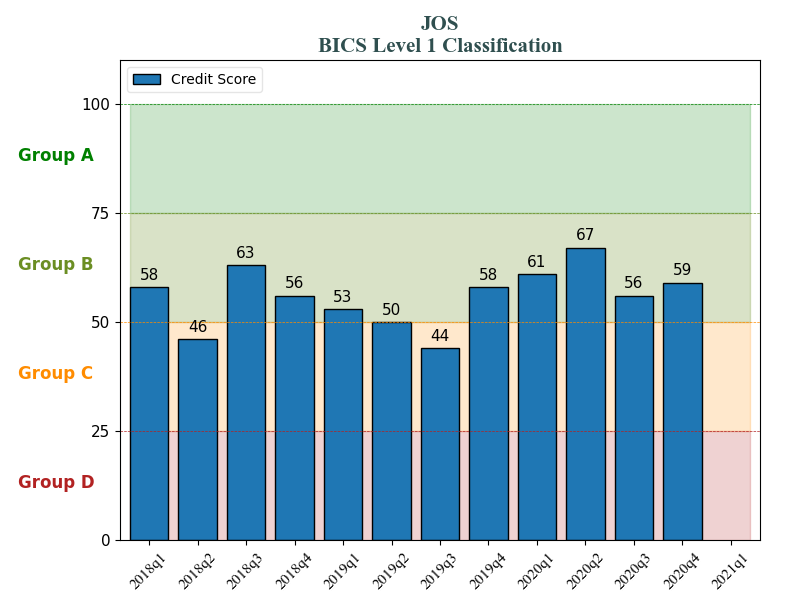 JOS
BICS Level 1 Classification
Credit Score
100
Group A
75
Group B
50
Group C
25
Group D
0
58
46
63
56
53
50
44
58
61
67
56
59
2018q1
2018q2
2018q3
2018q4
2019q1
2019q2
2019q3
2019q4
2020q1
2020q2
2020q3
2020q4
2021q1